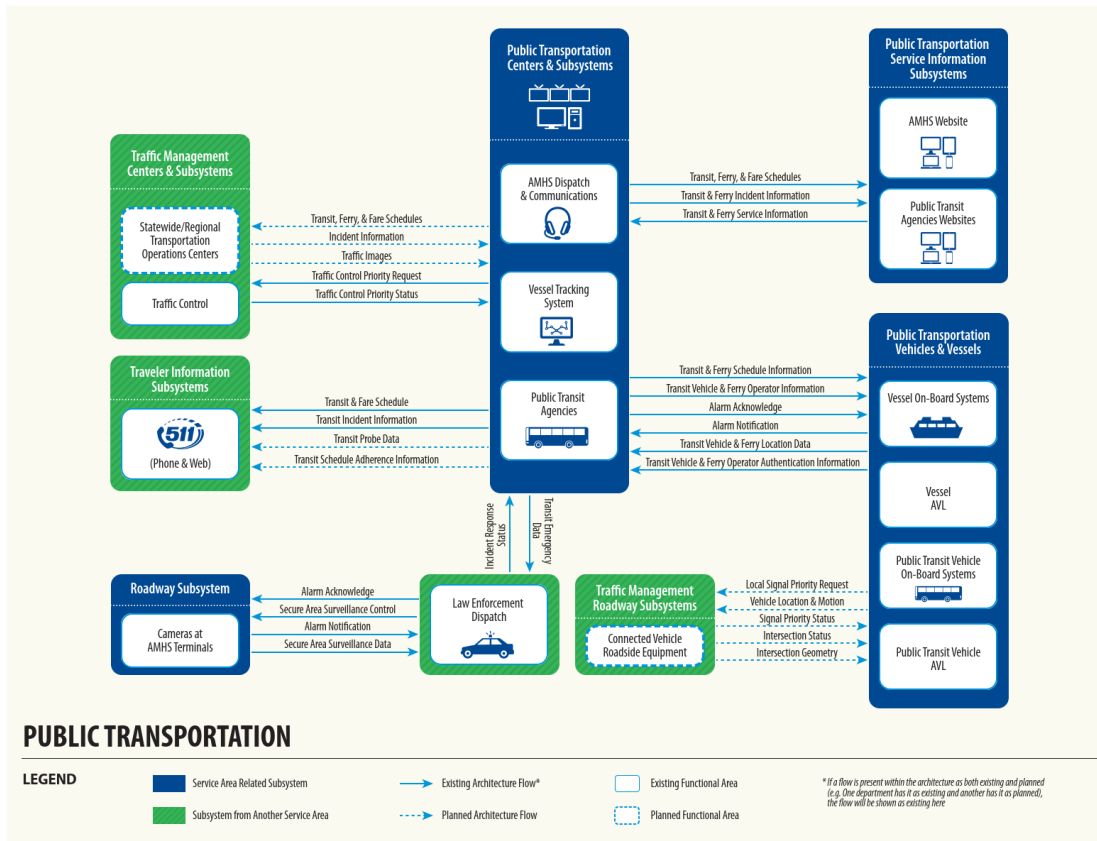 Public Transportation
Centers & Subsystems
AMHS Dispatch
& Communications
Vessel Tracking
System
Public Transit
Agencies
Public Transportation
Service Information
Subsystems
AMHS Website
Public Transit
Agencies Websites
Transit, Ferry, & Fare Schedules
Transit & Ferry Incident Information
Transit & Ferry Service Information
Traffic Management
Centers & Subsystems
Statewide/Regional
Transportation
Operations Centers
Traffic Control
Transit, Ferry, & Fare Schedules
Incident Information
Traffic Images
Traffic Control Priority Request
Traffic Control Priority Status
Traveler Information
Subsystems
511
(Phone & Web)
Transit & Fare Schedule
Transit Incident Information
Transit Probe Data
Transit Schedule Adherence Information
Public Transportation
Vehicles & Vessels
Vessel On-Board Systems
Vessel
AVL
Public Transit Vehicle
On-Board Systems
Public Transit Vehicle
AVL
Transit & Ferry Schedule Information
Transit Vehicle & Ferry Operator Information
Alarm Acknowledge
Alarm Notification
Transit Vehicle & Ferry Location Data
Transit Vehicle & Ferry Operator Authentication Information
Incident Response
Status
Transit Emergency
Data
Roadway Subsystem
Cameras at
AMHS Terminals
Alarm Acknowledge
Secure Area Surveillance Control
Alarm Notification
Secure Area Surveillance Data
Law Enforcement
Dispatch
Traffic Management
Roadway Subsystems
Connected Vehicle
Roadside Equipment
Local Signal Priority Request
Vehicle Location & Motion
Signal Priority Status
Intersection Status
Intersection Geometry
PUBLIC TRANSPORTATION
LEGEND
Service Area Related Subsystem
Subsystem from Another Service Area
Existing Architecture Flow*
Planned Architecture Flow
Existing Functional Area
Planned Functional Area
* If a flow is present within the architecture as both existing and planned
(e.g. One department has it as existing and another has it as planned),
the flow will be shown as existing here